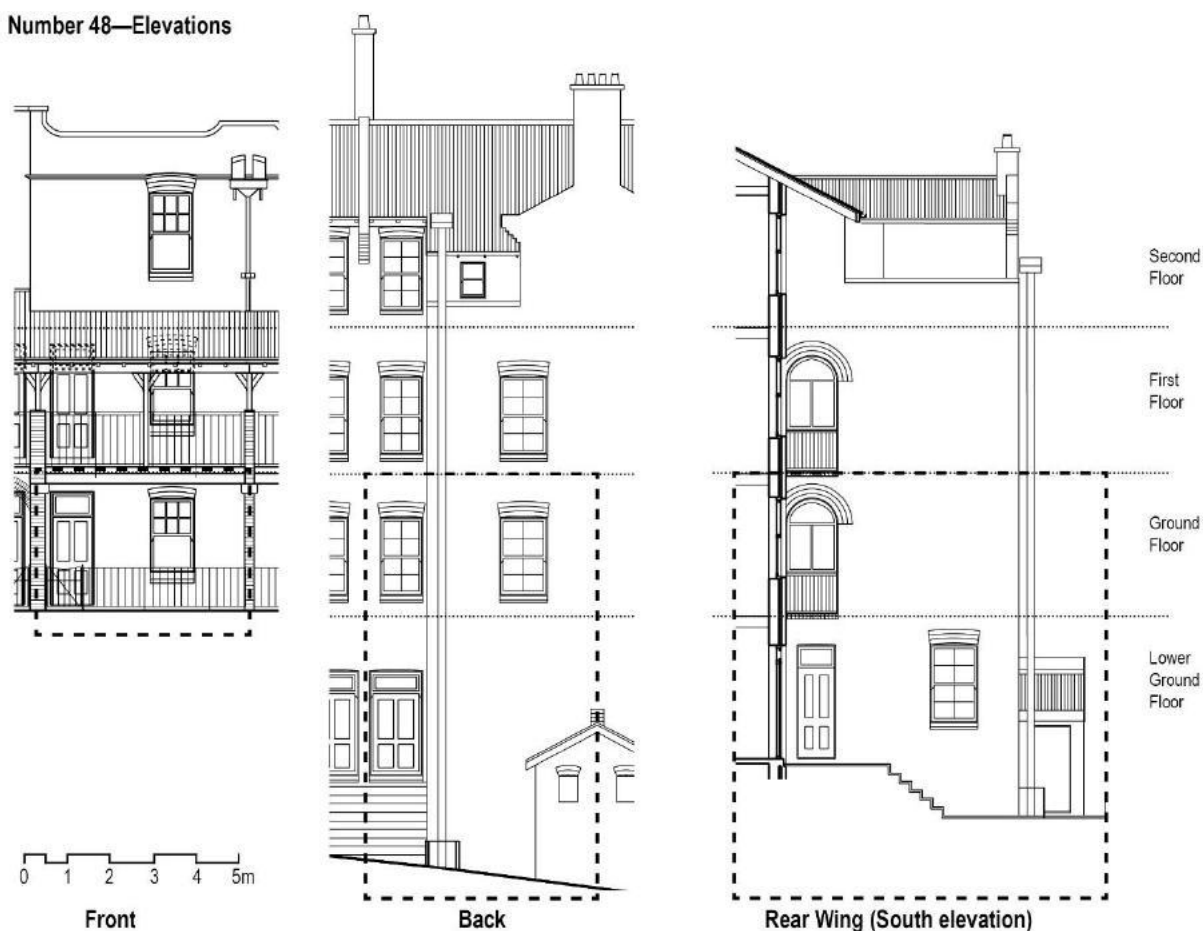 Number 48—Elevations
Second
Floor
First
Floor
Ground
Floor
Lower
Ground
Floor
0 1 2 3 4 5m
Front
Back
Rear Wing (South elevation)